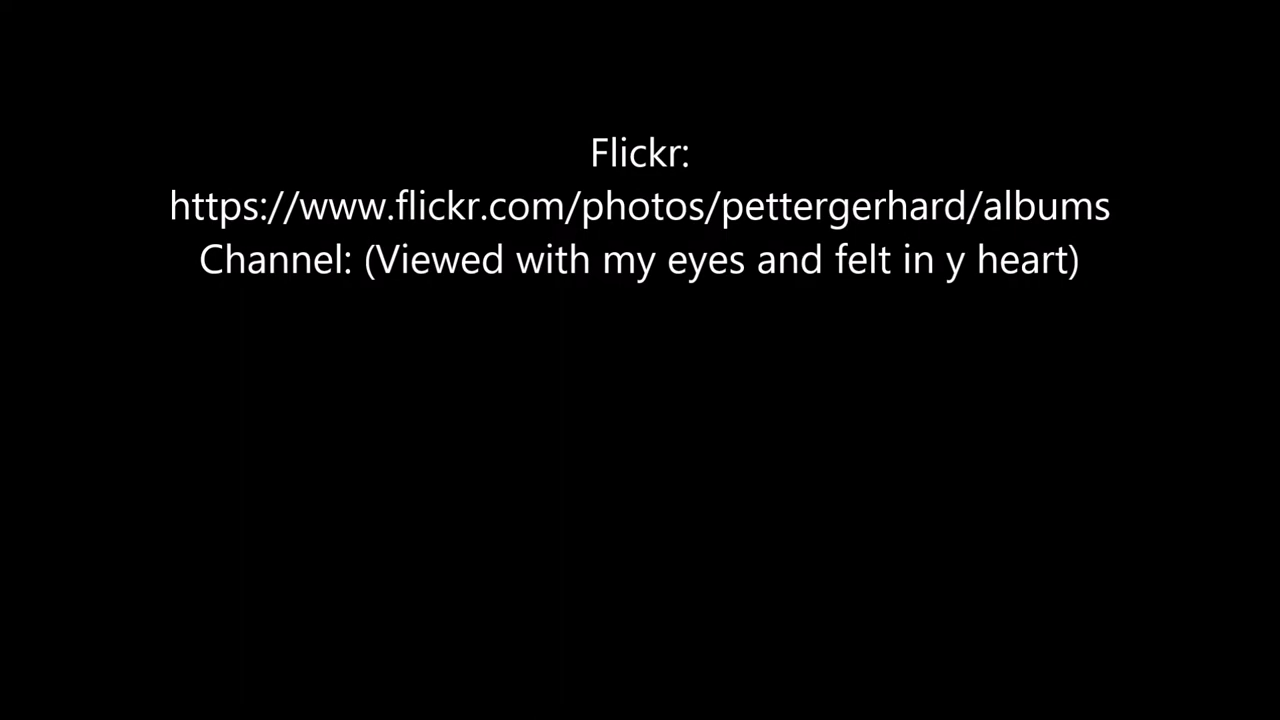 Flickr:
https://www.flickr.com/photos/pettergerhard/albums
Channel: (Viewed with my eyes and felt in y heart)